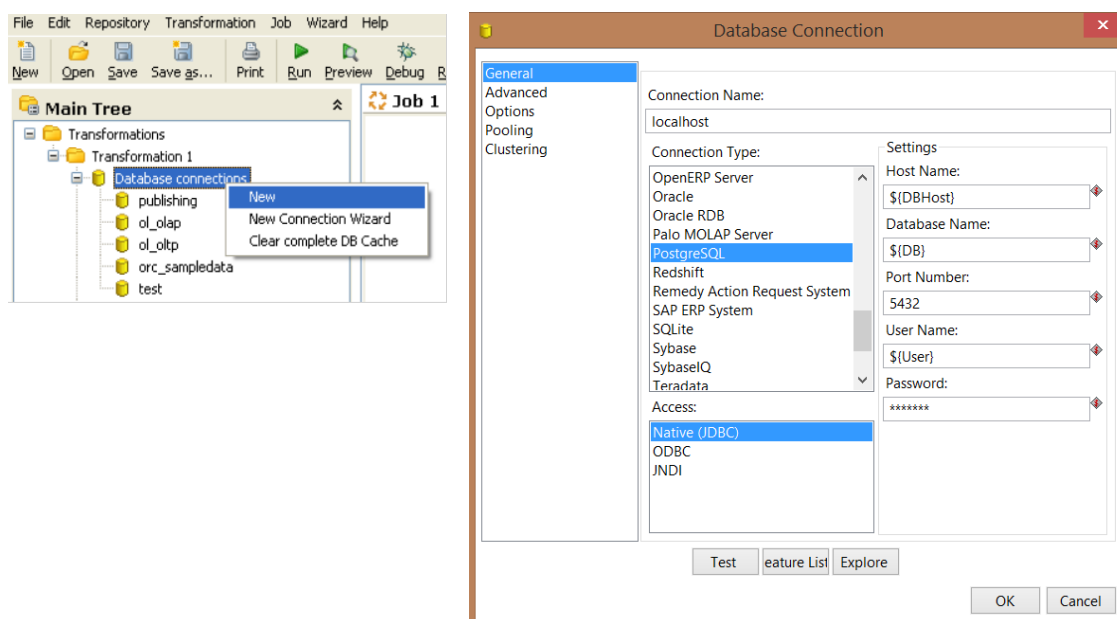 File Edit Repository Transformation Job Wizard Help
New Open Save Save as... Print Run Preview Debug R
Main Tree
Job 1
Transformations
Transformation 1
Database connections
publishing
ol_olap
ol_oltp
orc_sampledata
test
New
New Connection Wizard
Clear complete DB Cache
Database Connection
General
Advanced
Options
Pooling
Clustering
Connection Name:
localhost
Connection Type:
OpenERP Server
Oracle
Oracle RDB
Palo MOLAP Server
PostgreSQL
Redshift
Remedy Action Request System
SAP ERP System
SQLite
Sybase
SybaseIQ
Teradata
Access:
Native (JDBC)
ODBC
JNDI
Settings
Host Name:
${DBHost}
Database Name:
${DB}
Port Number:
5432
User Name:
${User}
Password:
*******
Test eature List Explore
OK Cancel